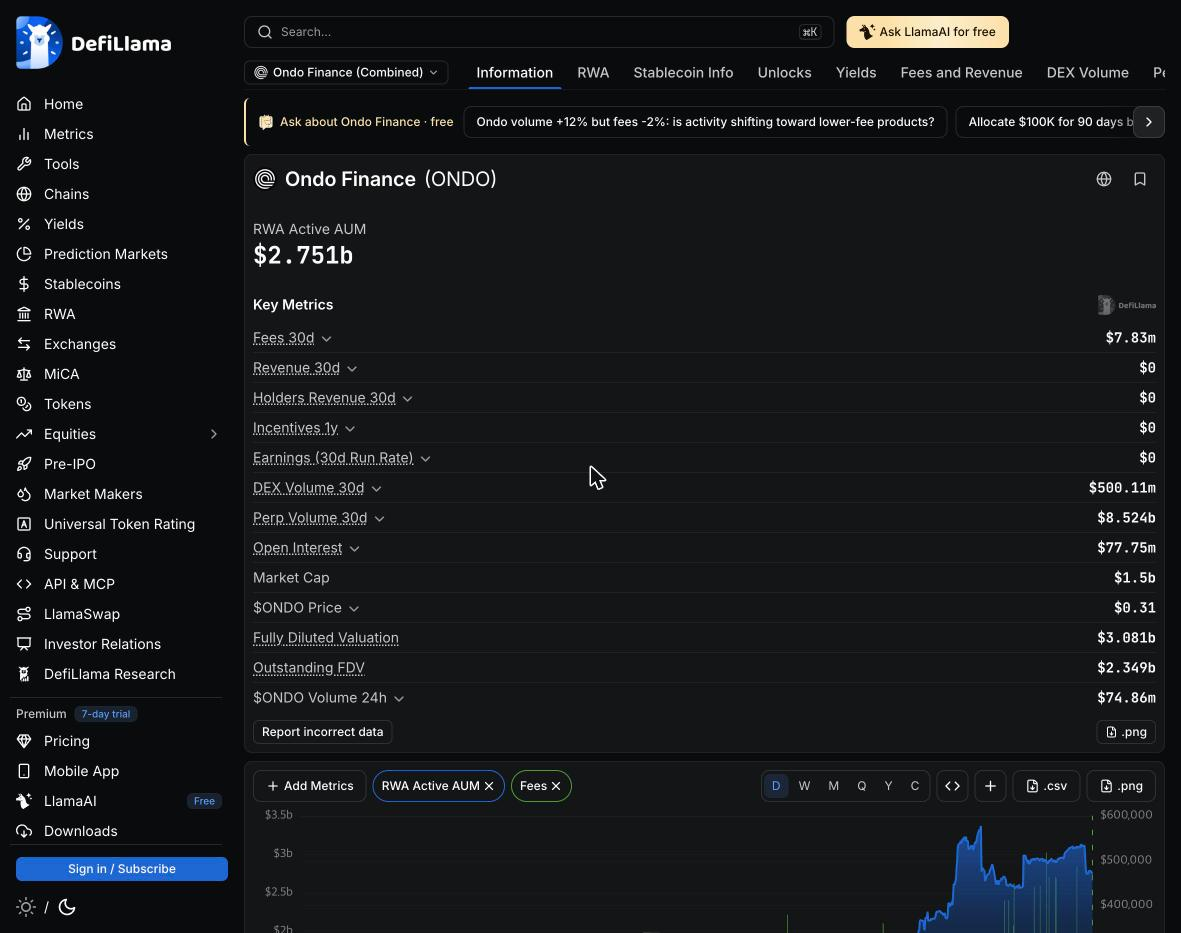 DefiLlama
Search...
⌘K
Ask LlamaAI for free
Ondo Finance (Combined)
Information
RWA
Stablecoin Info
Unlocks
Yields
Fees and Revenue
DEX Volume
Ask about Ondo Finance · free
Ondo volume +12% but fees -2%: is activity shifting toward lower-fee products?
Allocate $100K for 90 days
Home
Metrics
Tools
Chains
Yields
Prediction Markets
Stablecoins
RWA
Exchanges
MiCA
Tokens
Equities
Pre-IPO
Market Makers
Universal Token Rating
Support
API & MCP
LlamaSwap
Investor Relations
DefiLlama Research
Premium 7-day trial
Pricing
Mobile App
LlamaAI Free
Downloads
Sign in / Subscribe
/
Ondo Finance (ONDO)
RWA Active AUM
$2.751b
Key Metrics
DefiLlama
Fees 30d $7.83m
Revenue 30d $0
Holders Revenue 30d $0
Incentives 1y $0
Earnings (30d Run Rate) $0
DEX Volume 30d $500.11m
Perp Volume 30d $8.524b
Open Interest $77.75m
Market Cap $1.5b
$ONDO Price $0.31
Fully Diluted Valuation $3.081b
Outstanding FDV $2.349b
$ONDO Volume 24h $74.86m
Report incorrect data
.png
Add Metrics
RWA Active AUM
Fees
D W M Q Y C
.csv
.png
$3.5b $600,000
$3b $500,000
$2.5b $400,000
$2b